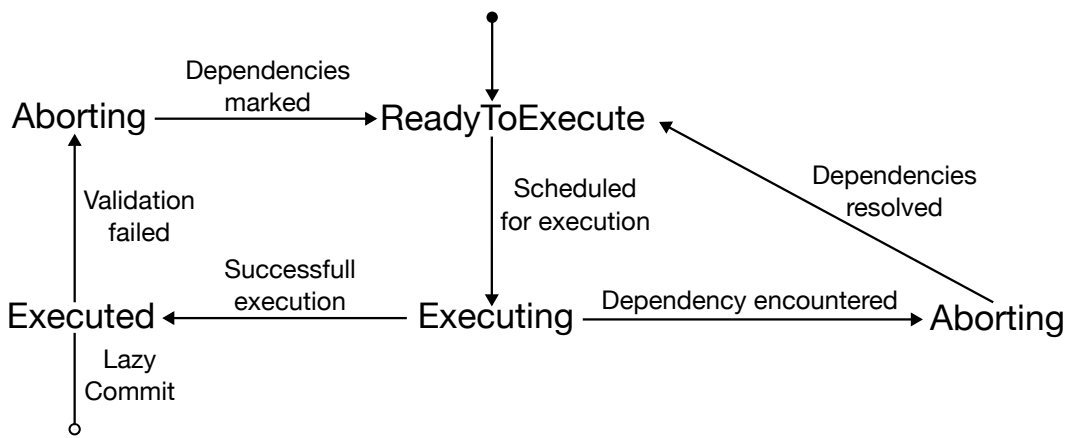 Dependencies
marked
Aborting
ReadyToExecute
Dependencies
resolved
Scheduled
for execution
Validation
failed
Successfull
execution
Executed
Executing
Dependency encountered
Aborting
Lazy
Commit